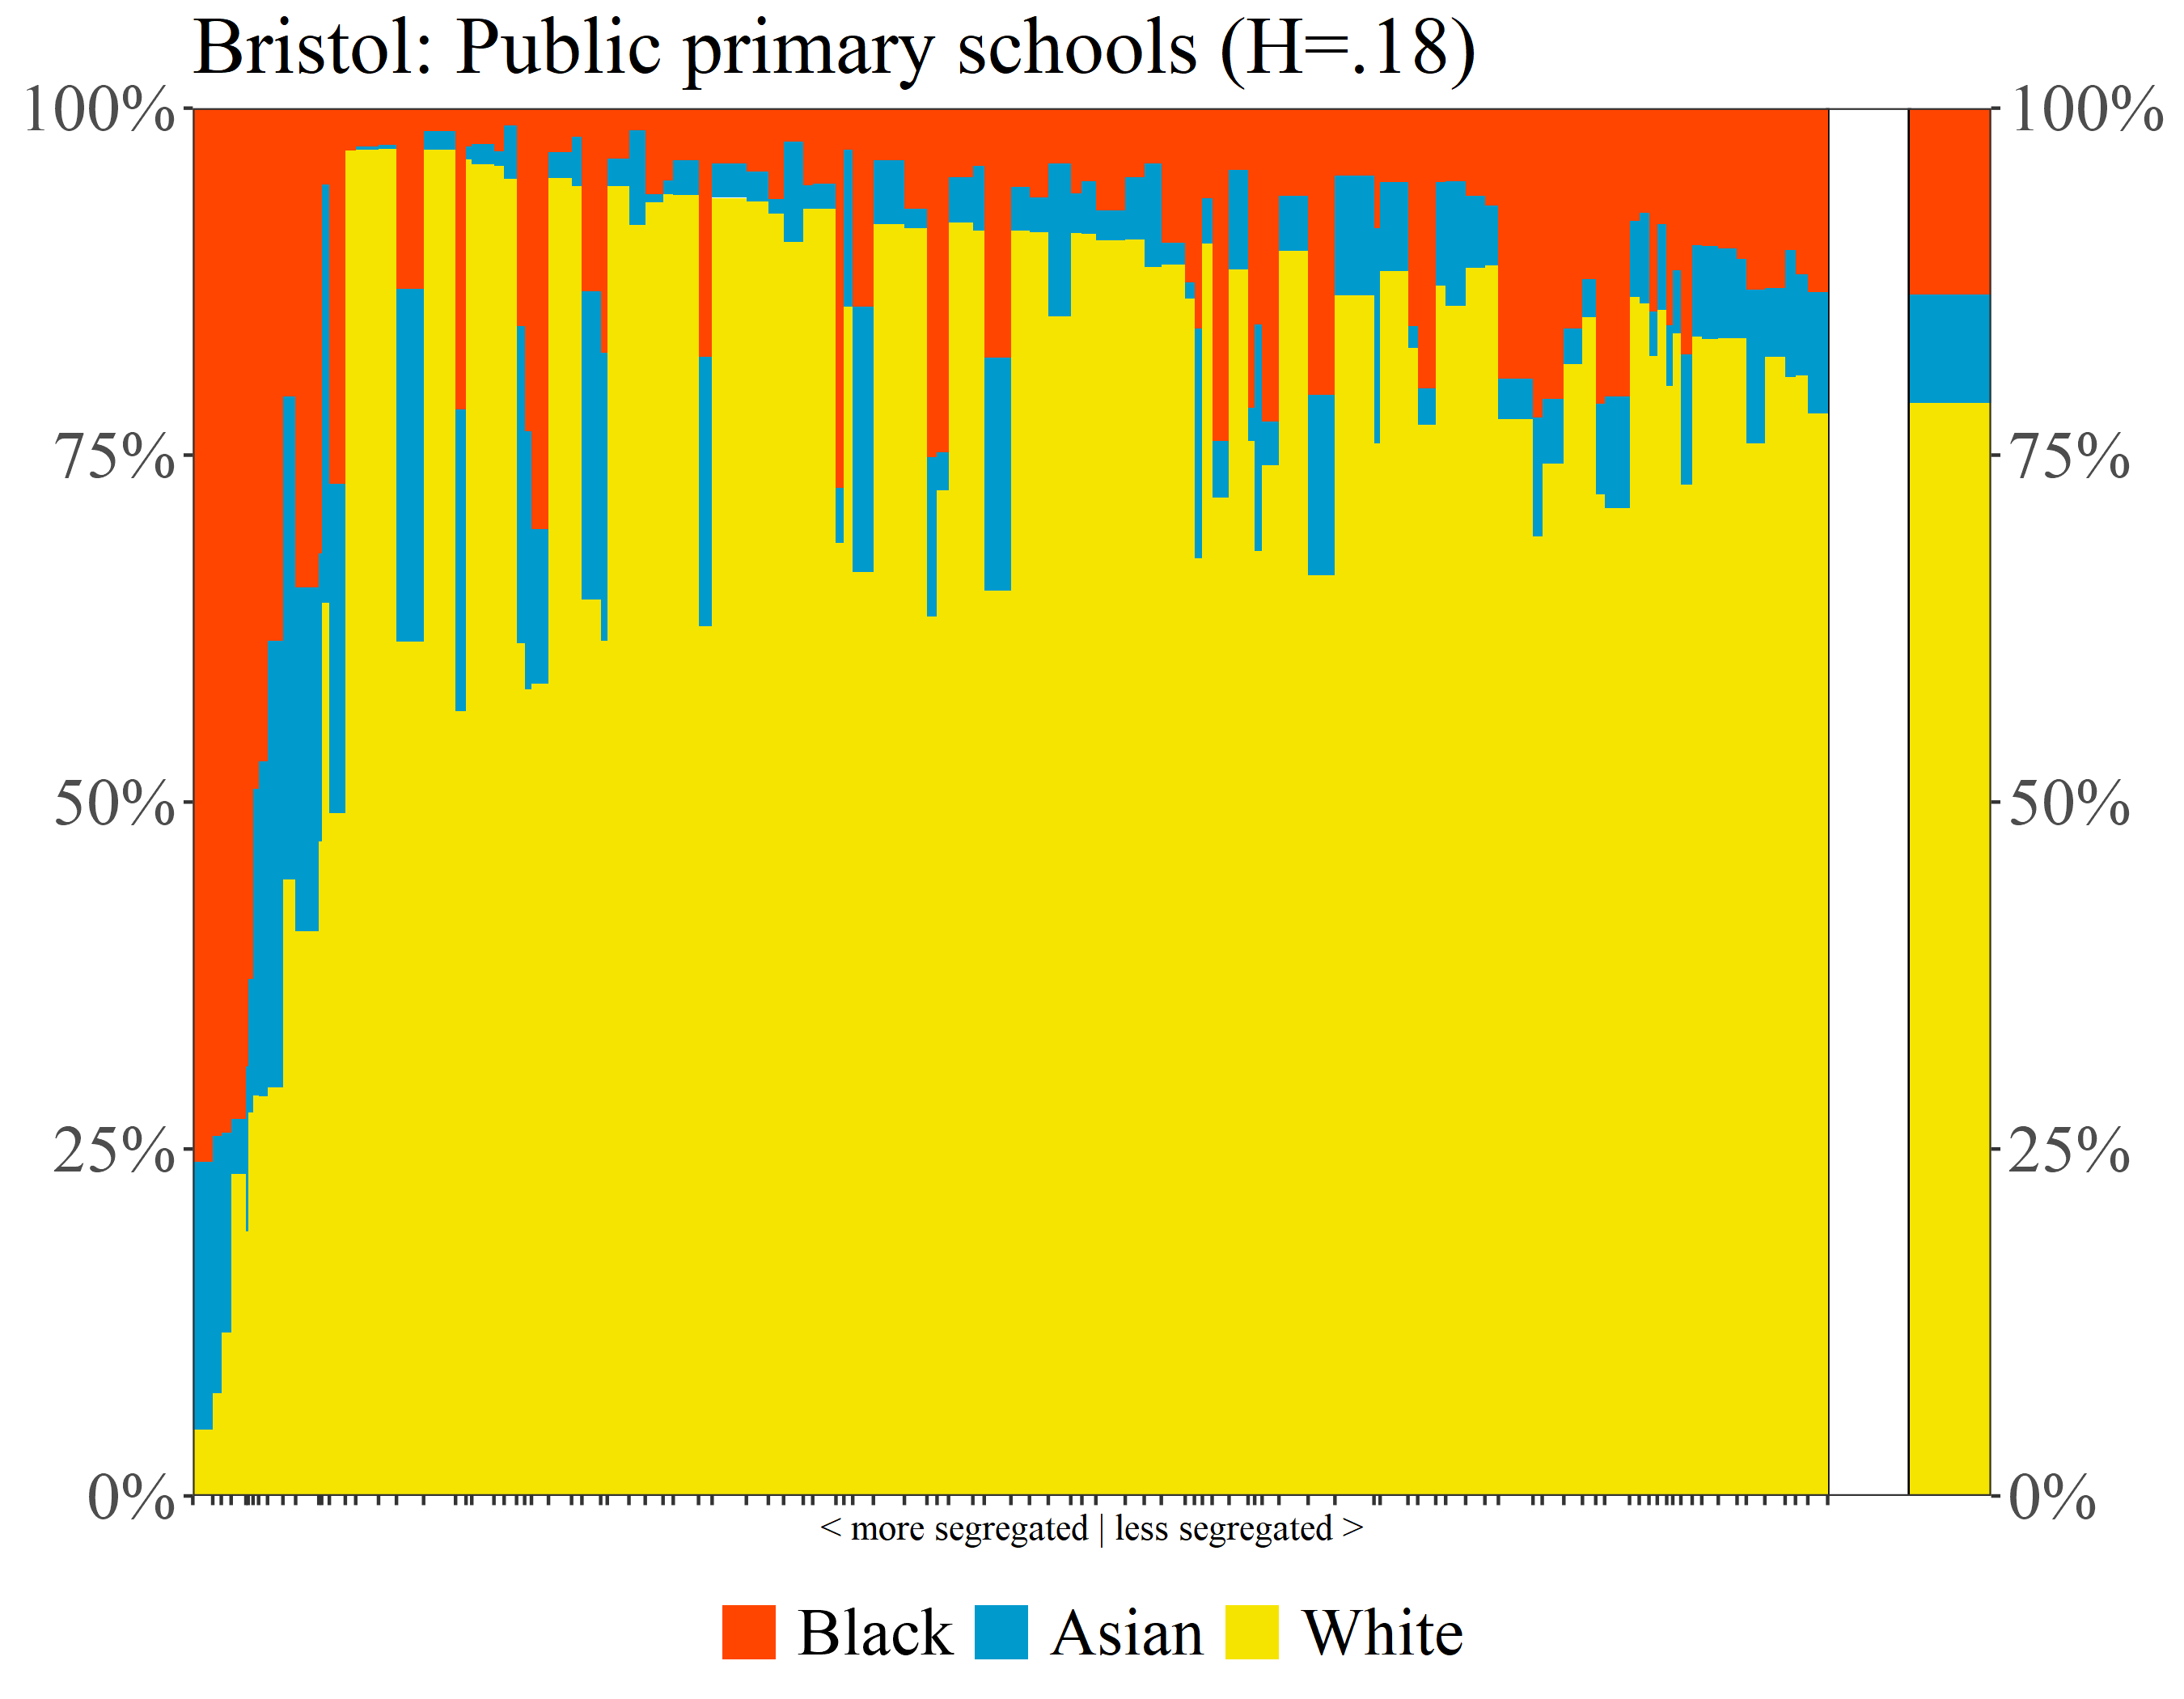 Bristol: Public primary schools (H=.18)
100% 100%
75% 75%
50% 50%
25% 25%
0% 0%
< more segregated | less segregated >
Black Asian White